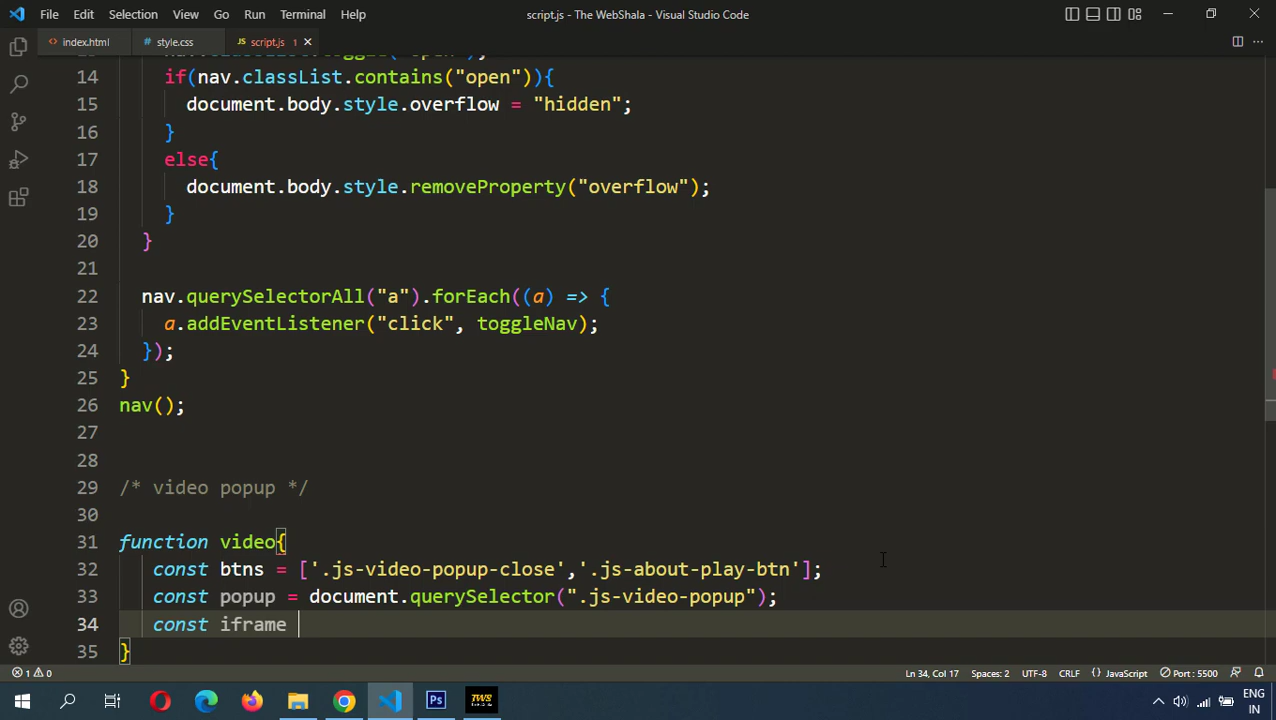 File Edit Selection View Go Run Terminal Help script.js - The WebShala - Visual Studio Code
index.html style.css script.js 1
14 if(nav.classList.contains("open")){
15 document.body.style.overflow = "hidden";
16 }
17 else{
18 document.body.style.removeProperty("overflow");
19 }
20 }
21
22 nav.querySelectorAll("a").forEach((a) => {
23 a.addEventListener("click", toggleNav);
24 });
25 }
26 nav();
27
28
29 /* video popup */
30
31 function video{
32 const btns = ['.js-video-popup-close','.js-about-play-btn'];
33 const popup = document.querySelector(".js-video-popup");
34 const iframe
35 }
1 0 Ln 34, Col 17 Spaces: 2 UTF-8 CRLF {} JavaScript Port : 5500
Ps TWS ENG
IN